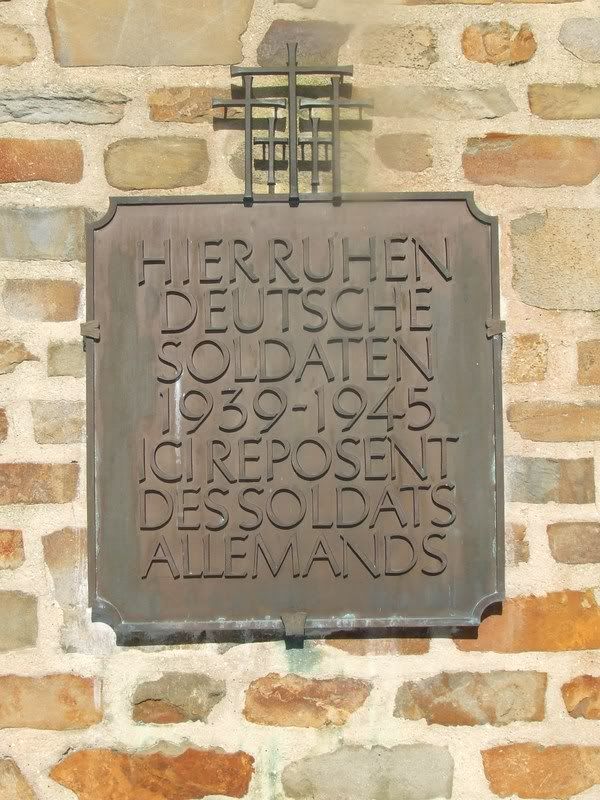 HIER RUHEN
DEUTSCHE
SOLDATEN
1939-1945
ICI REPOSENT
DES SOLDATS
ALLEMANDS